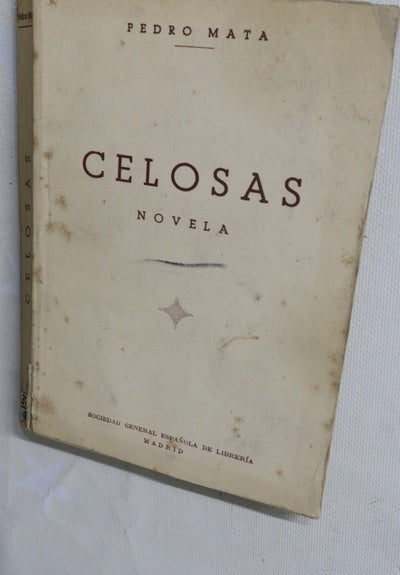 PEDRO MATA
CELOSAS
NOVELA
SOCIEDAD GENERAL ESPAÑOLA DE LIBRERÍA
MADRID
CELOSAS